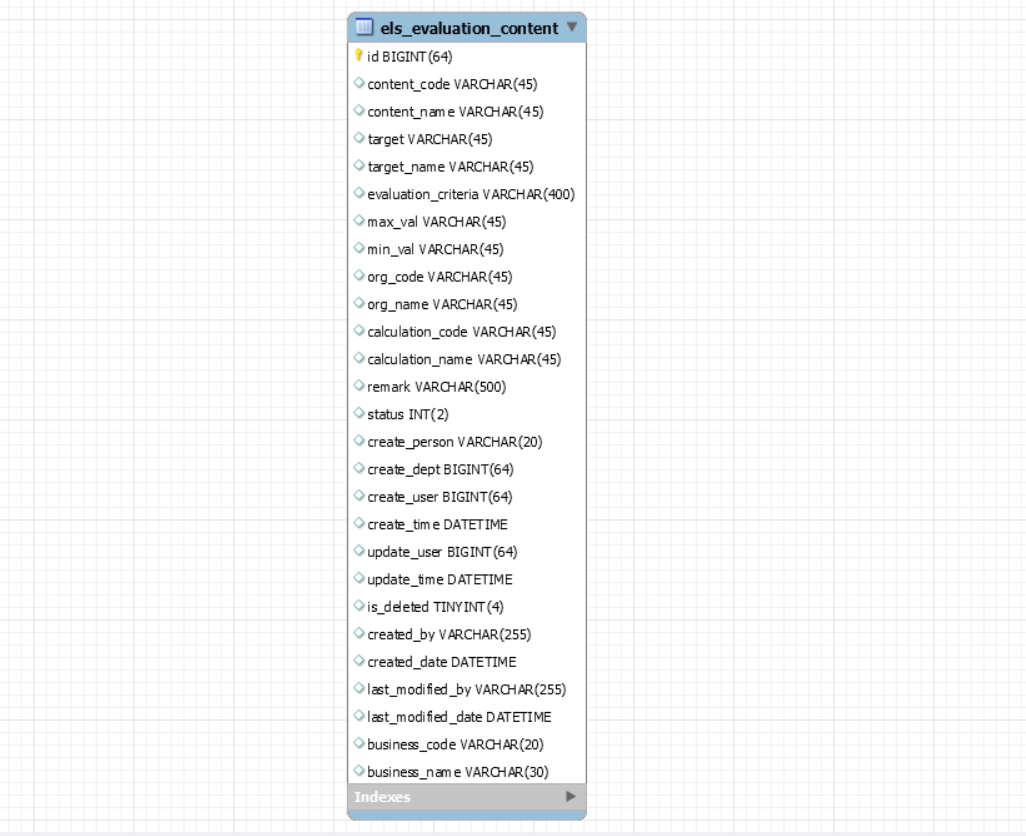 els_evaluation_content
id BIGINT(64)
content_code VARCHAR(45)
content_name VARCHAR(45)
target VARCHAR(45)
target_name VARCHAR(45)
evaluation_criteria VARCHAR(400)
max_val VARCHAR(45)
min_val VARCHAR(45)
org_code VARCHAR(45)
org_name VARCHAR(45)
calculation_code VARCHAR(45)
calculation_name VARCHAR(45)
remark VARCHAR(500)
status INT(2)
create_person VARCHAR(20)
create_dept BIGINT(64)
create_user BIGINT(64)
create_time DATETIME
update_user BIGINT(64)
update_time DATETIME
is_deleted TINYINT(4)
created_by VARCHAR(255)
created_date DATETIME
last_modified_by VARCHAR(255)
last_modified_date DATETIME
business_code VARCHAR(20)
business_name VARCHAR(30)
Indexes